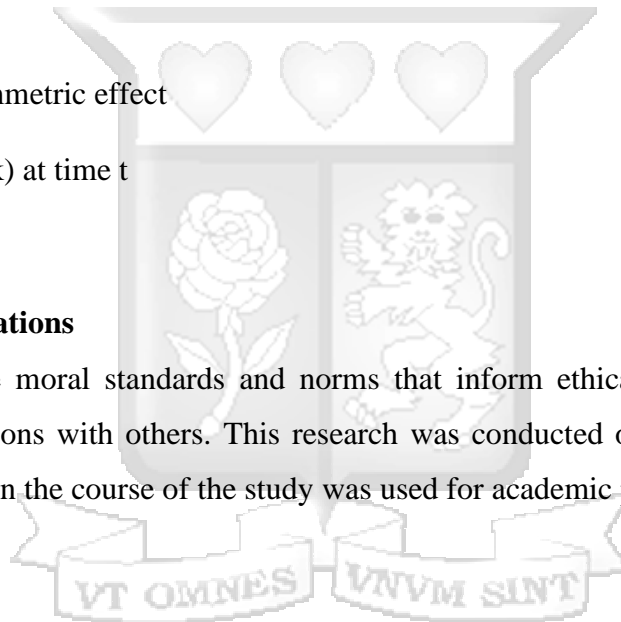 mmetric effect
x) at time t
ations
moral standards and norms that inform ethica
ons with others. This research was conducted
n the course of the study was used for academic
VT OMNES VNVM SINT